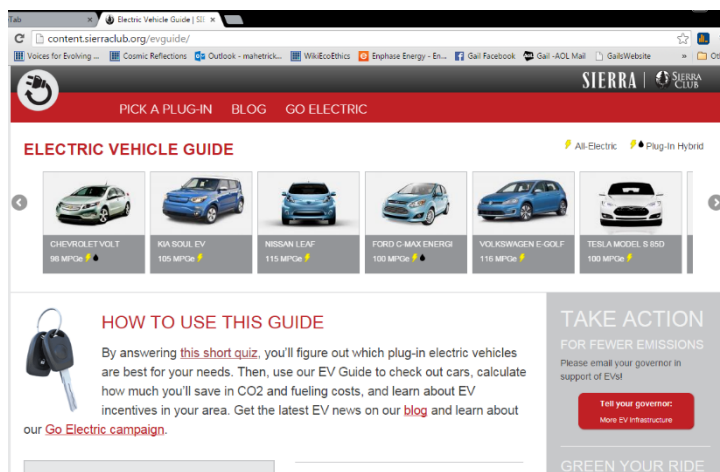 Tab
Electric Vehicle Guide | SIE
content.sierraclub.org/evguide/
Voices for Evolving ... Cosmic Reflections Outlook - mahetrick... WikiEcoEthics Enphase Energy - En... Gail Facebook Gail -AOL Mail GailsWebsite »
SIERRA | SIERRA CLUB
PICK A PLUG-IN BLOG GO ELECTRIC
ELECTRIC VEHICLE GUIDE
All-Electric Plug-In Hybrid
CHEVROLET VOLT KIA SOUL EV NISSAN LEAF FORD C-MAX ENERGI VOLKSWAGEN E-GOLF TESLA MODEL S 85D
98 MPGe 105 MPGe 115 MPGe 100 MPGe 116 MPGe 100 MPGe
HOW TO USE THIS GUIDE
By answering this short quiz, you'll figure out which plug-in electric vehicles
are best for your needs. Then, use our EV Guide to check out cars, calculate
how much you'll save in CO2 and fueling costs, and learn about EV
incentives in your area. Get the latest EV news on our blog and learn about
our Go Electric campaign.
TAKE ACTION
FOR FEWER EMISSIONS
Please email your governor in
support of EVs!
Tell your governor:
More EV Infrastructure
GREEN YOUR RIDE